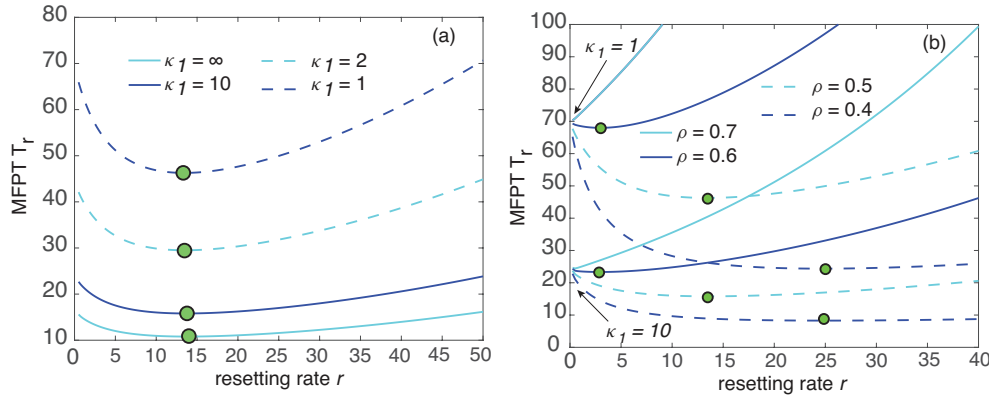 (a)
80
70
60
50
40
30
20
10
MFPT T_r
κ_1 = ∞
κ_1 = 10
κ_1 = 2
κ_1 = 1
0 5 10 15 20 25 30 35 40 45 50
resetting rate r
(b)
100
90
80
70
60
50
40
30
20
10
0
MFPT T_r
κ_1 = 1
ρ = 0.5
ρ = 0.4
ρ = 0.7
ρ = 0.6
κ_1 = 10
0 5 10 15 20 25 30 35 40
resetting rate r